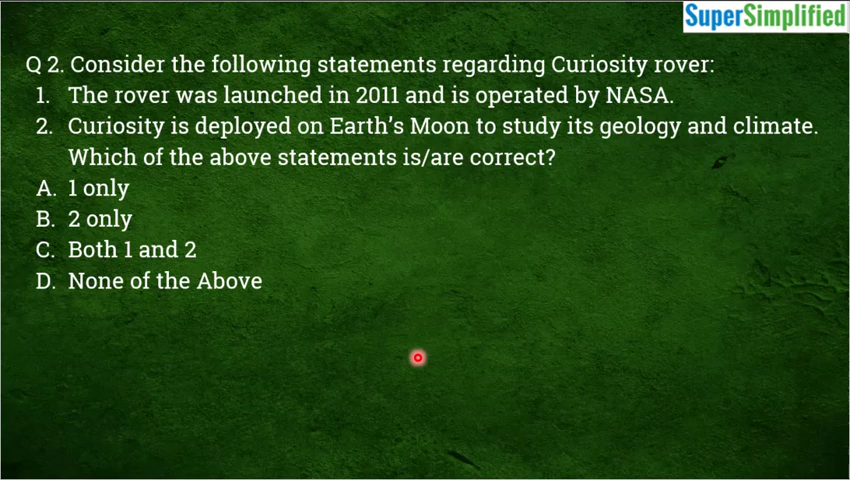 SuperSimplified
Q 2. Consider the following statements regarding Curiosity rover:
1. The rover was launched in 2011 and is operated by NASA.
2. Curiosity is deployed on Earth's Moon to study its geology and climate.
Which of the above statements is/are correct?
A. 1 only
B. 2 only
C. Both 1 and 2
D. None of the Above